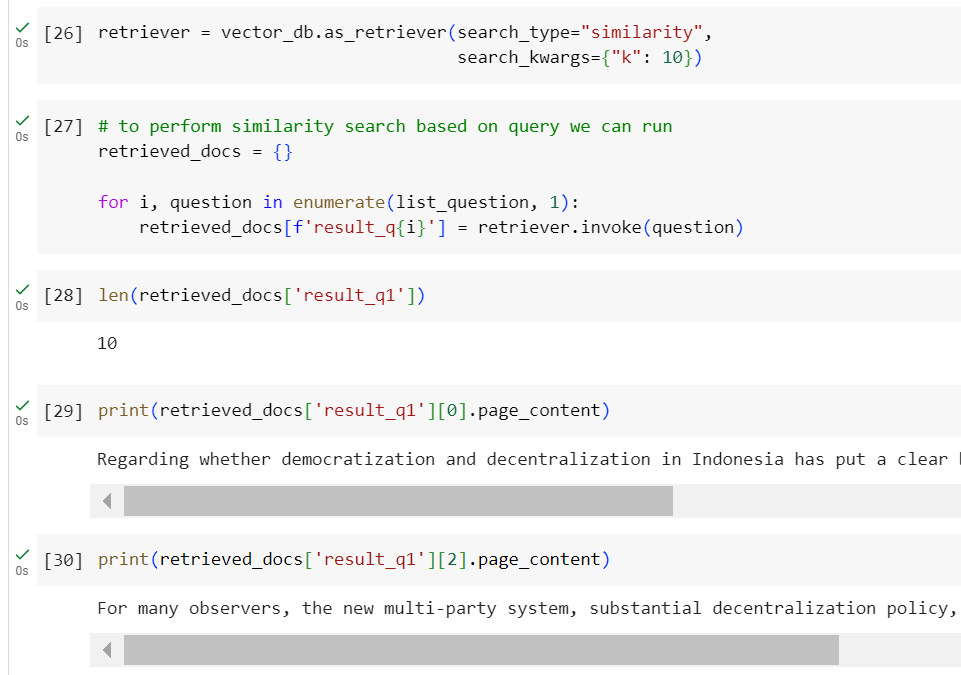 [26] retriever = vector_db.as_retriever(search_type="similarity",
0s
search_kwargs={"k": 10})
[27] # to perform similarity search based on query we can run
0s
retrieved_docs = {}
for i, question in enumerate(list_question, 1):
retrieved_docs[f'result_q{i}'] = retriever.invoke(question)
[28] len(retrieved_docs['result_q1'])
0s
10
[29] print(retrieved_docs['result_q1'][0].page_content)
0s
Regarding whether democratization and decentralization in Indonesia has put a clear
[30] print(retrieved_docs['result_q1'][2].page_content)
0s
For many observers, the new multi-party system, substantial decentralization policy,